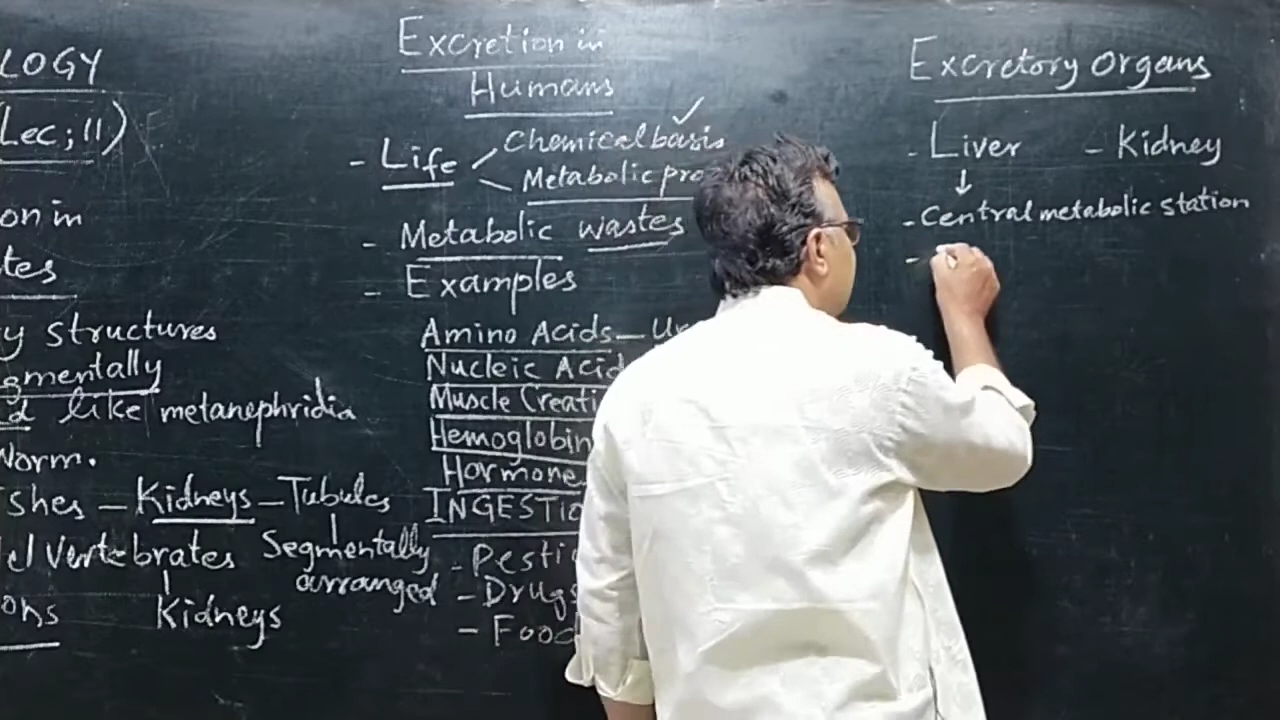 LOGY
(Lec; 11)
on in
tes
y structures
gmentally
d like metanephridia
Worm.
shes – Kidneys – Tubules
Vertebrates Segmentally
arranged
ons Kidneys
Excretion in
Humans
- Life Chemical basis ✓
Metabolic pro
- Metabolic wastes
- Examples
Amino Acids – Ur
Nucleic Acid
Muscle Creati
Hemoglobin
Hormone
INGESTIO
- Pesti
- Drugs
- Food
Excretory Organs
- Liver - Kidney
↓
- Central metabolic station
-